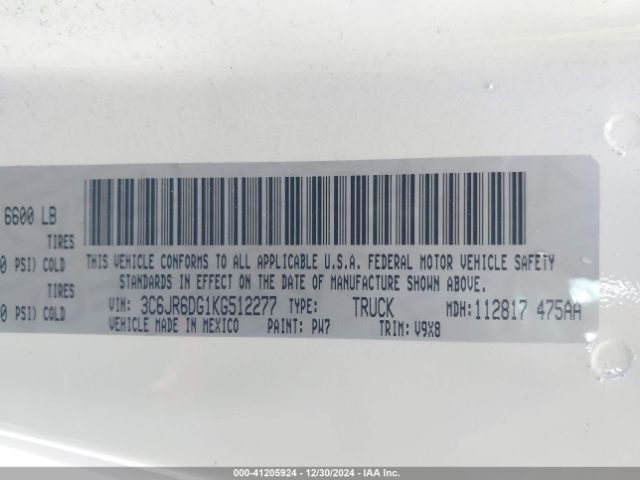 6600 LB
TIRES
0 PSI) COLD
TIRES
0 PSI) COLD
THIS VEHICLE CONFORMS TO ALL APPLICABLE U.S.A. FEDERAL MOTOR VEHICLE SAFETY
STANDARDS IN EFFECT ON THE DATE OF MANUFACTURE SHOWN ABOVE.
VIN: 3C6JR6DG1KG512277 TYPE: TRUCK MDH:112817 475AA
VEHICLE MADE IN MEXICO PAINT: PW7 TRIM: V9X8
000-41205924 | 12/30/2024 - IAA Inc.